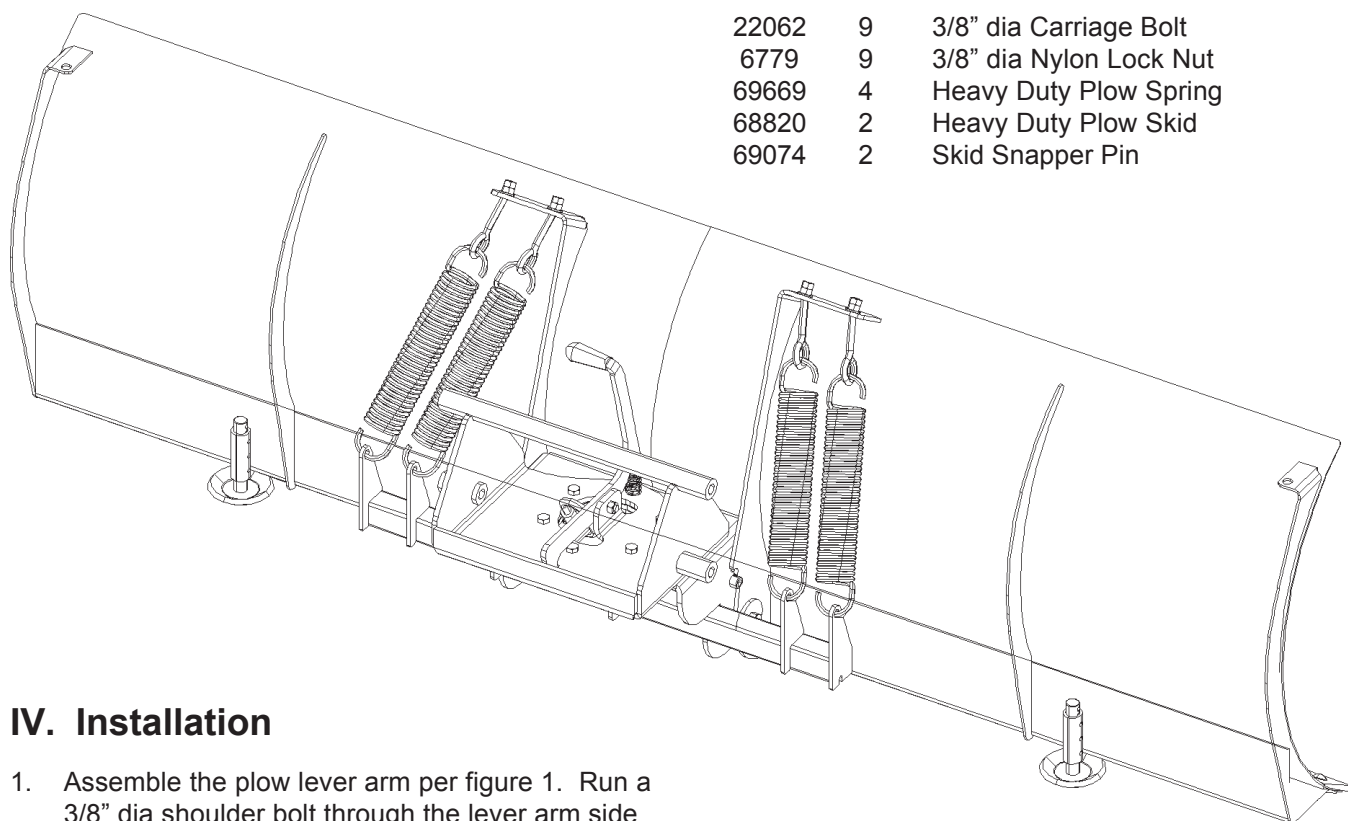 22062 9 3/8” dia Carriage Bolt
6779 9 3/8” dia Nylon Lock Nut
69669 4 Heavy Duty Plow Spring
68820 2 Heavy Duty Plow Skid
69074 2 Skid Snapper Pin
IV. Installation
1. Assemble the plow lever arm per figure 1. Run a
3/8” dia shoulder bolt through the lever arm side